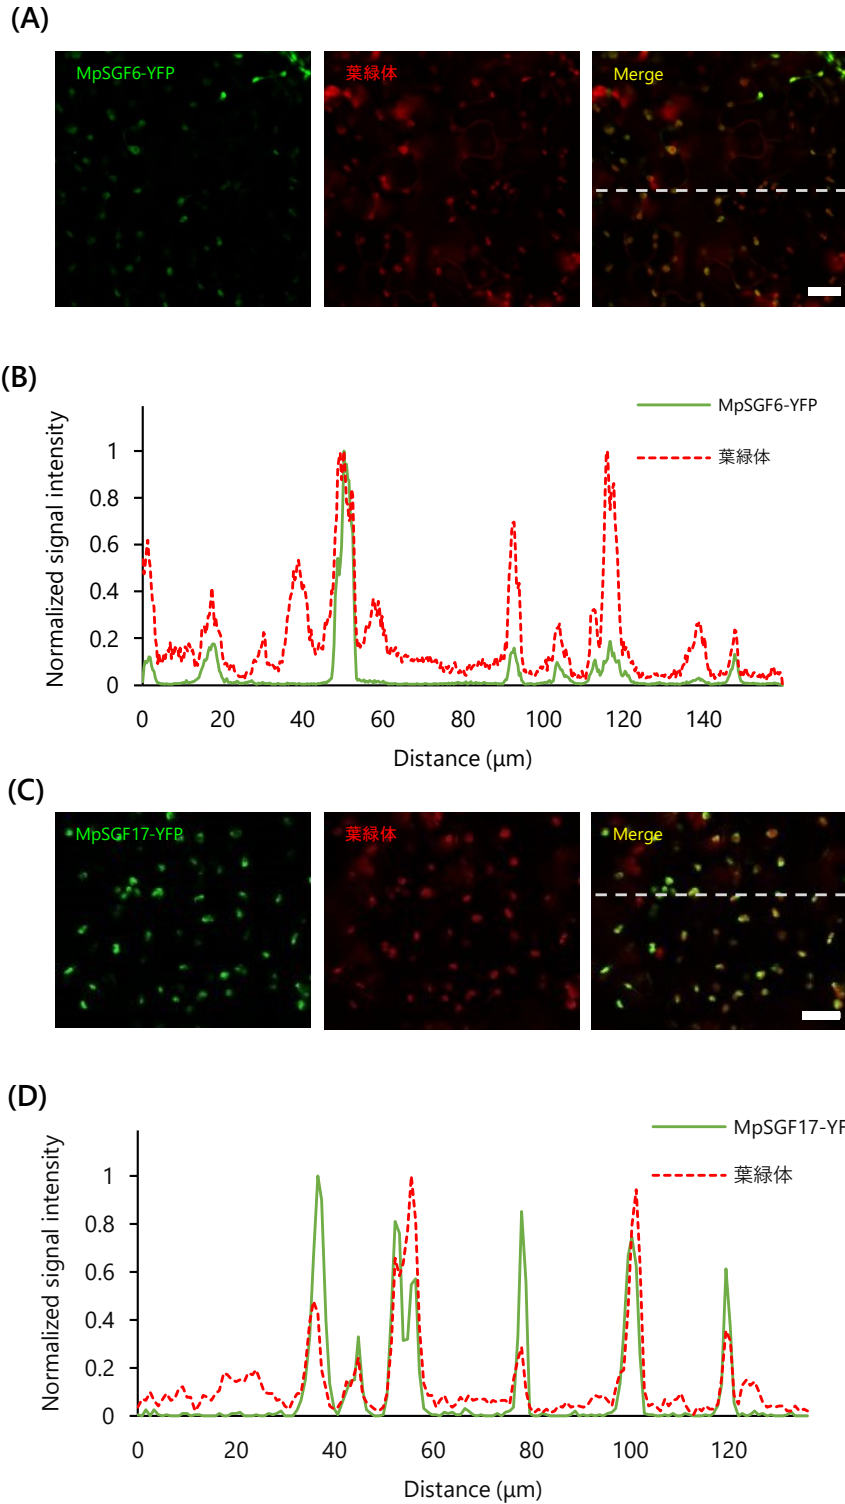 (A)
MpSGF6-YFP
葉緑体
Merge
(B)
Normalized signal intensity
MpSGF6-YFP
葉緑体
1
0.8
0.6
0.4
0.2
0
0 20 40 60 80 100 120 140
Distance (μm)
(C)
MpSGF17-YFP
葉緑体
Merge
(D)
Normalized signal intensity
MpSGF17-YF
葉緑体
1
0.8
0.6
0.4
0.2
0
0 20 40 60 80 100 120
Distance (μm)